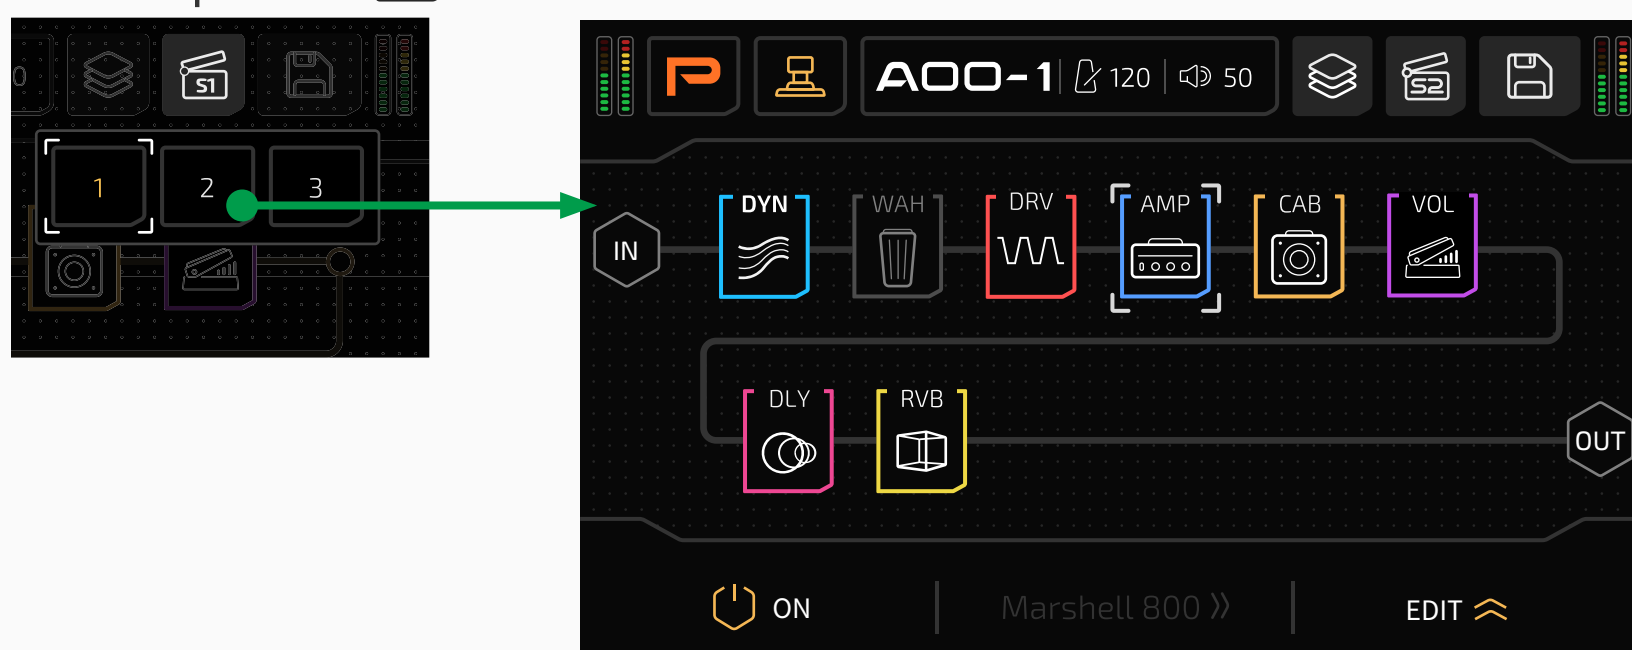 S1
1 2 3
A00-1 120 50
S2
IN
DYN WAH DRV AMP CAB VOL
DLY RVB
OUT
ON Marshell 800 EDIT